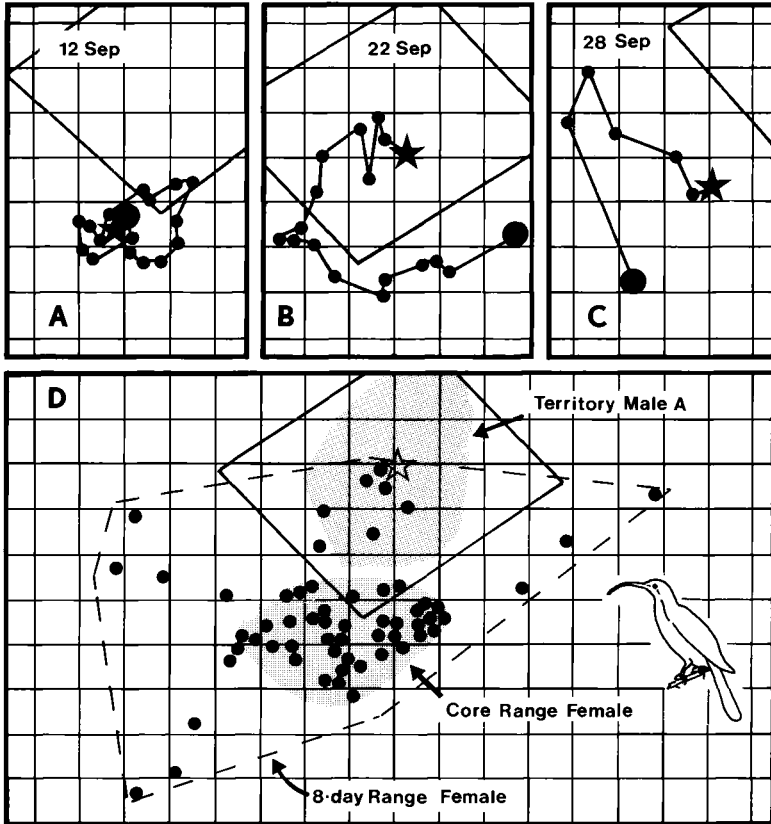 12 Sep
A
22 Sep
B
28 Sep
C
D
Territory Male A
Core Range Female
8-day Range Female